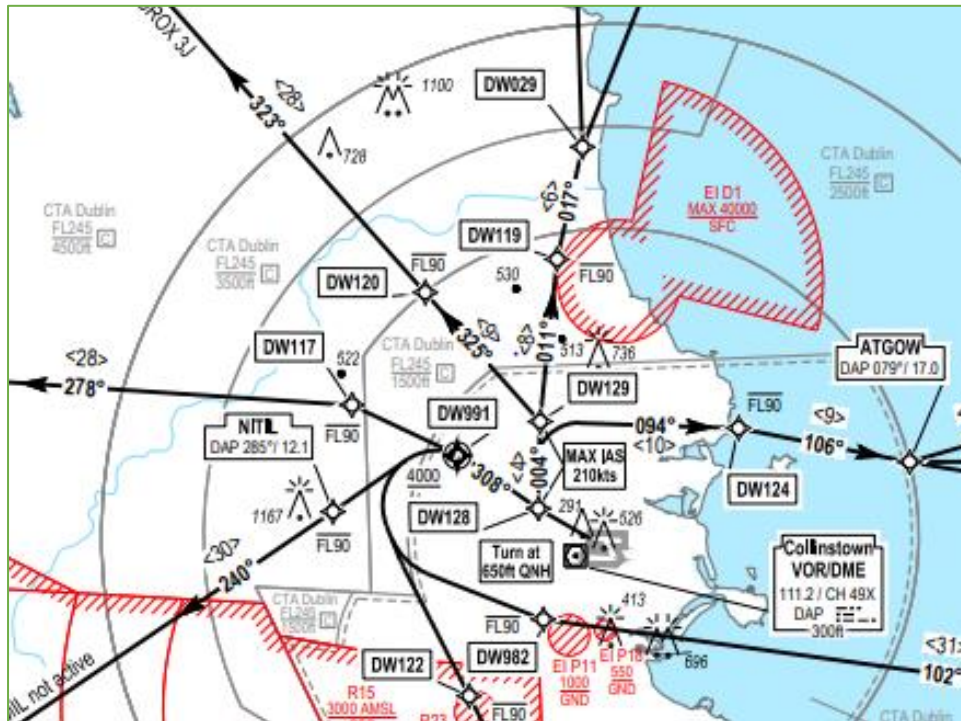 ROX 3J
<28>
323°
1100
728
DW029
CTA Dublin
FL245
2500ft
C
EI D1
MAX 40000
SFC
<6>
017°
CTA Dublin
FL245
4500ft
C
CTA Dublin
FL245
3500ft
C
DW119
FL90
DW120
FL90
530
<9>
325°
<8>
011°
513
736
CTA Dublin
FL245
1500ft
C
DW117
522
<28>
278°
FL90
DW129
ATGOW
DAP 079°/ 17.0
DW991
NITIL
DAP 285°/ 12.1
FL90
094°
<10>
<9>
106°
DW124
4000
308°
<4>
004°
MAX IAS
210kts
DW128
291
526
1167
FL90
<30>
240°
Turn at
650ft QNH
Collinstown
VOR/DME
111.2 / CH 49X
DAP
300ft
CTA Dublin
FL245
1500ft
C
413
FL90
DW982
EI P11
1000
GND
EI P18
550
GND
696
<31>
102°
DW122
FL90
IL not active
R15
3000 AMSL
R23
CTA Dublin